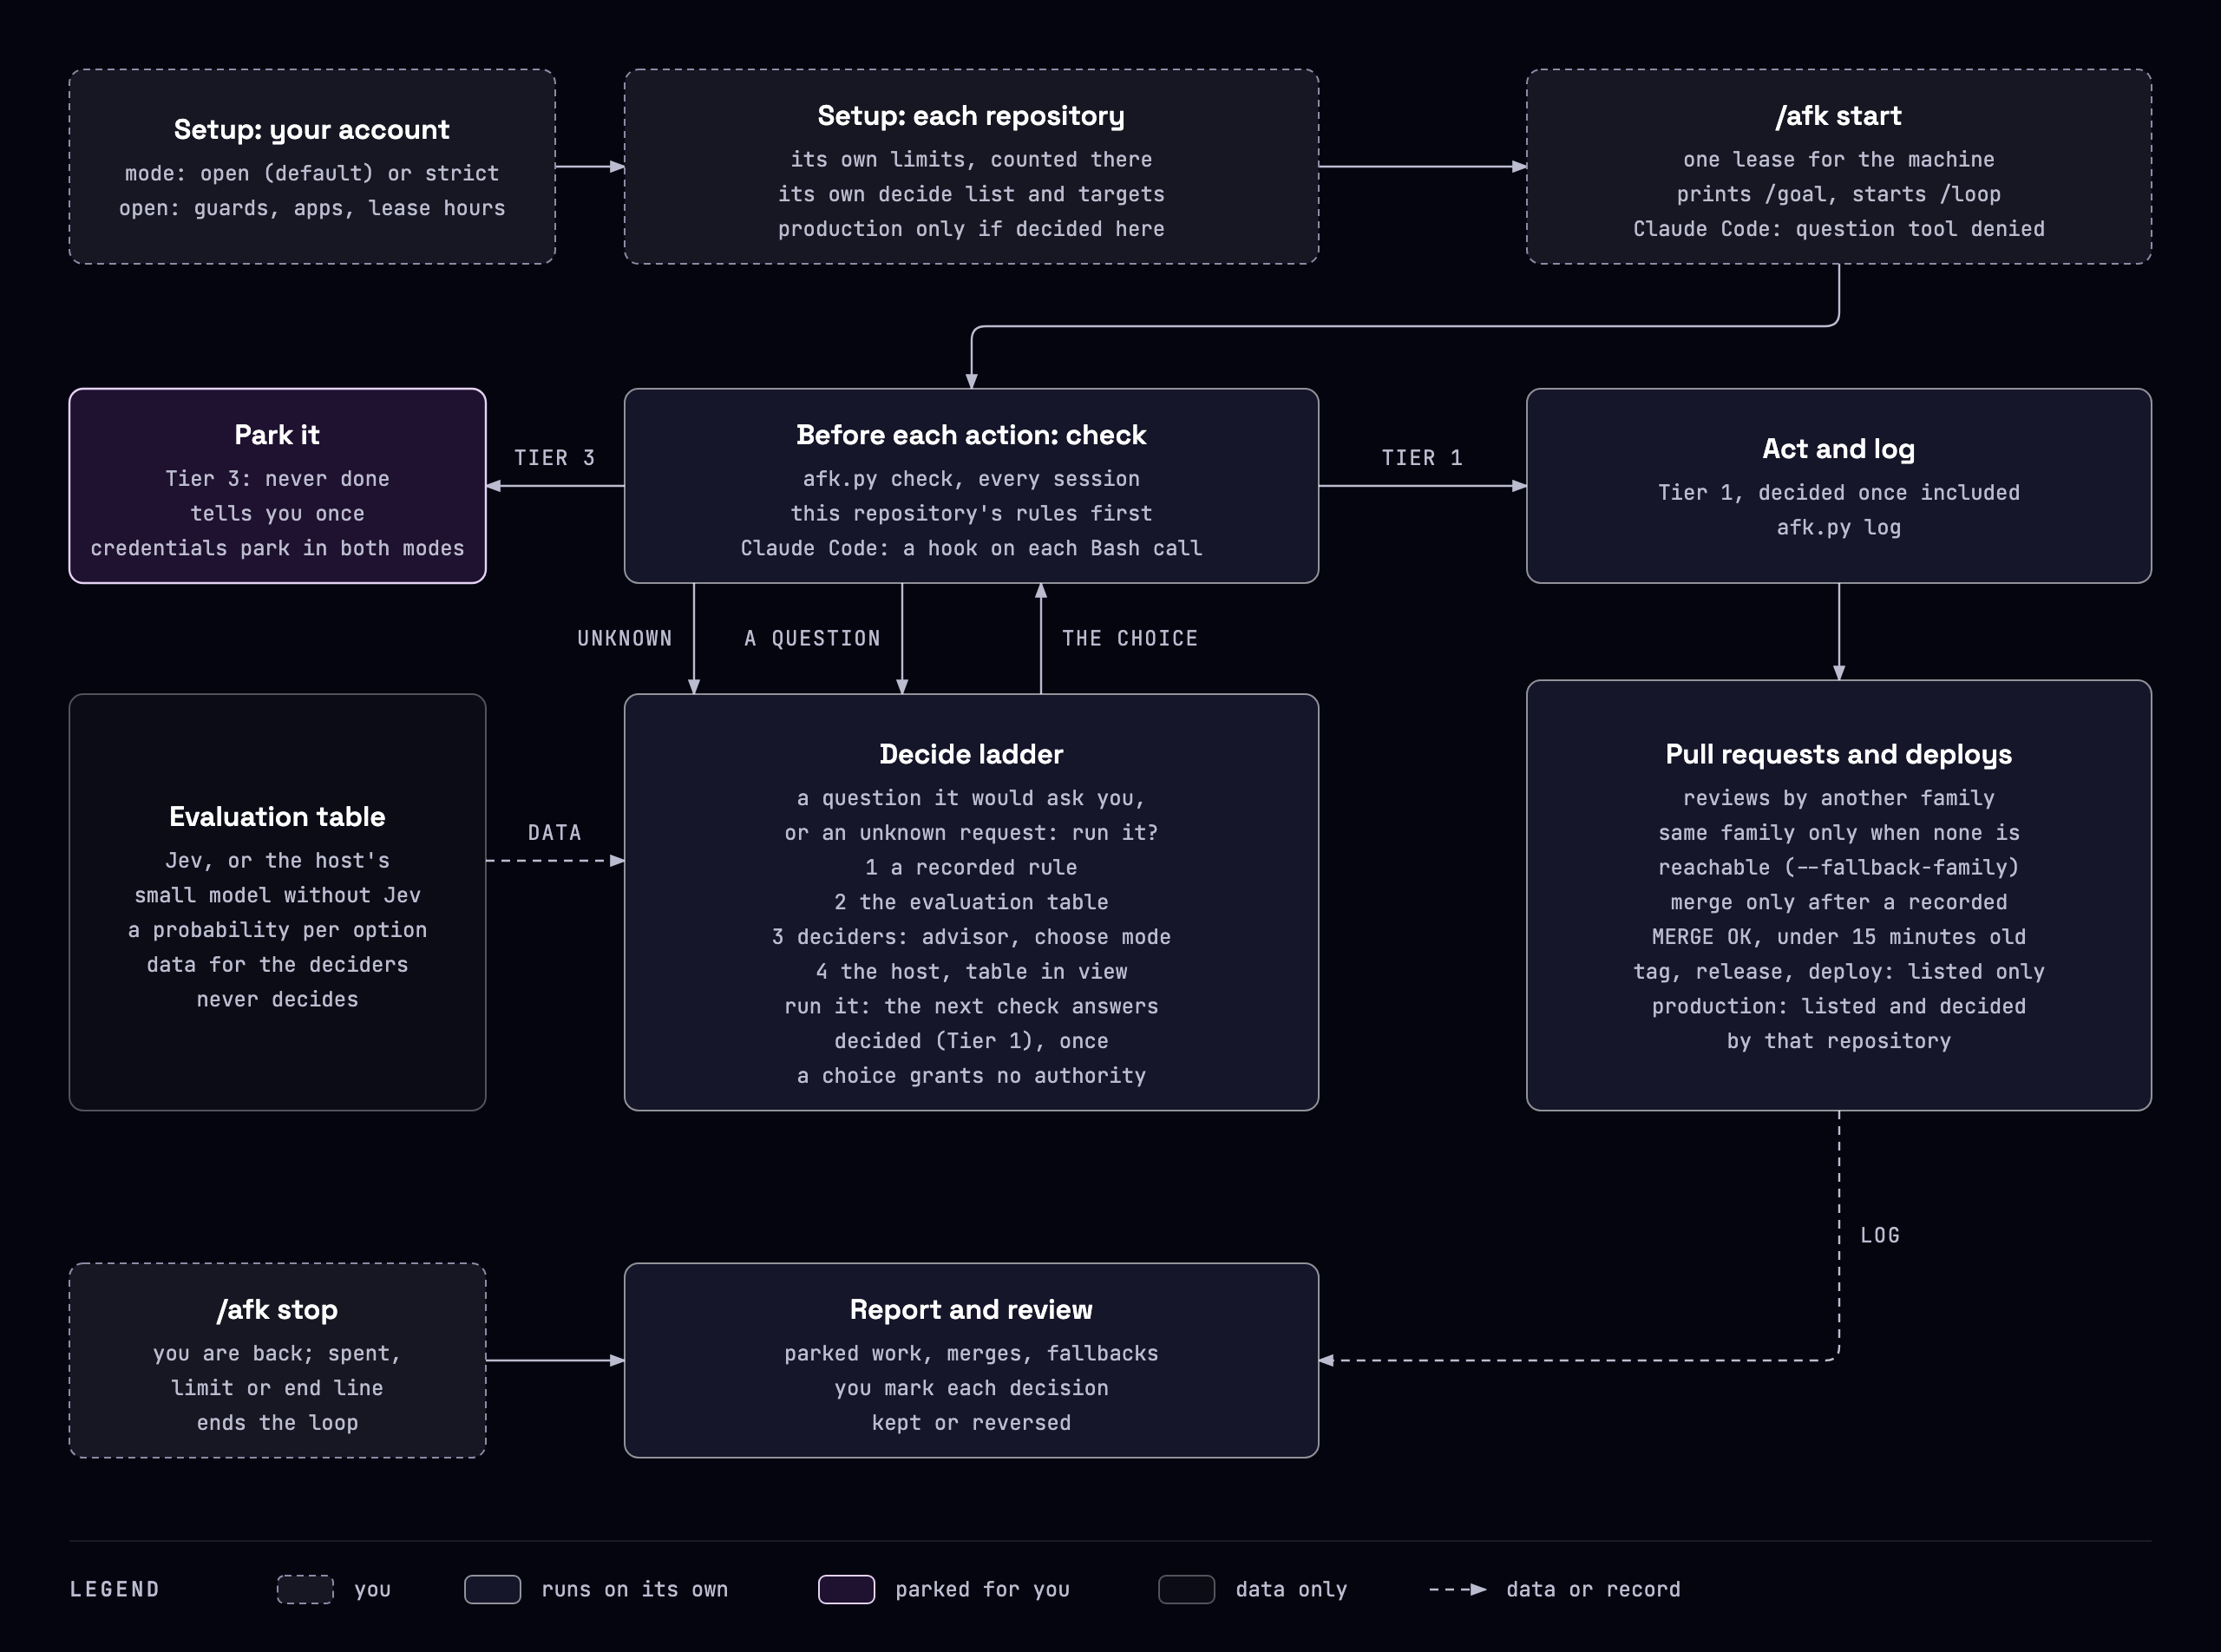 Setup: your account
mode: open (default) or strict
open: guards, apps, lease hours
Setup: each repository
its own limits, counted there
its own decide list and targets
production only if decided here
/afk start
one lease for the machine
prints /goal, starts /loop
Claude Code: question tool denied
Park it
Tier 3: never done
tells you once
credentials park in both modes
TIER 3
Before each action: check
afk.py check, every session
this repository's rules first
Claude Code: a hook on each Bash call
TIER 1
Act and log
Tier 1, decided once included
afk.py log
UNKNOWN
A QUESTION
THE CHOICE
Evaluation table
Jev, or the host's
small model without Jev
a probability per option
data for the deciders
never decides
DATA
Decide ladder
a question it would ask you,
or an unknown request: run it?
1 a recorded rule
2 the evaluation table
3 deciders: advisor, choose mode
4 the host, table in view
run it: the next check answers
decided (Tier 1), once
a choice grants no authority
Pull requests and deploys
reviews by another family
same family only when none is
reachable (--fallback-family)
merge only after a recorded
MERGE OK, under 15 minutes old
tag, release, deploy: listed only
production: listed and decided
by that repository
LOG
/afk stop
you are back; spent,
limit or end line
ends the loop
Report and review
parked work, merges, fallbacks
you mark each decision
kept or reversed
LEGEND
you
runs on its own
parked for you
data only
data or record